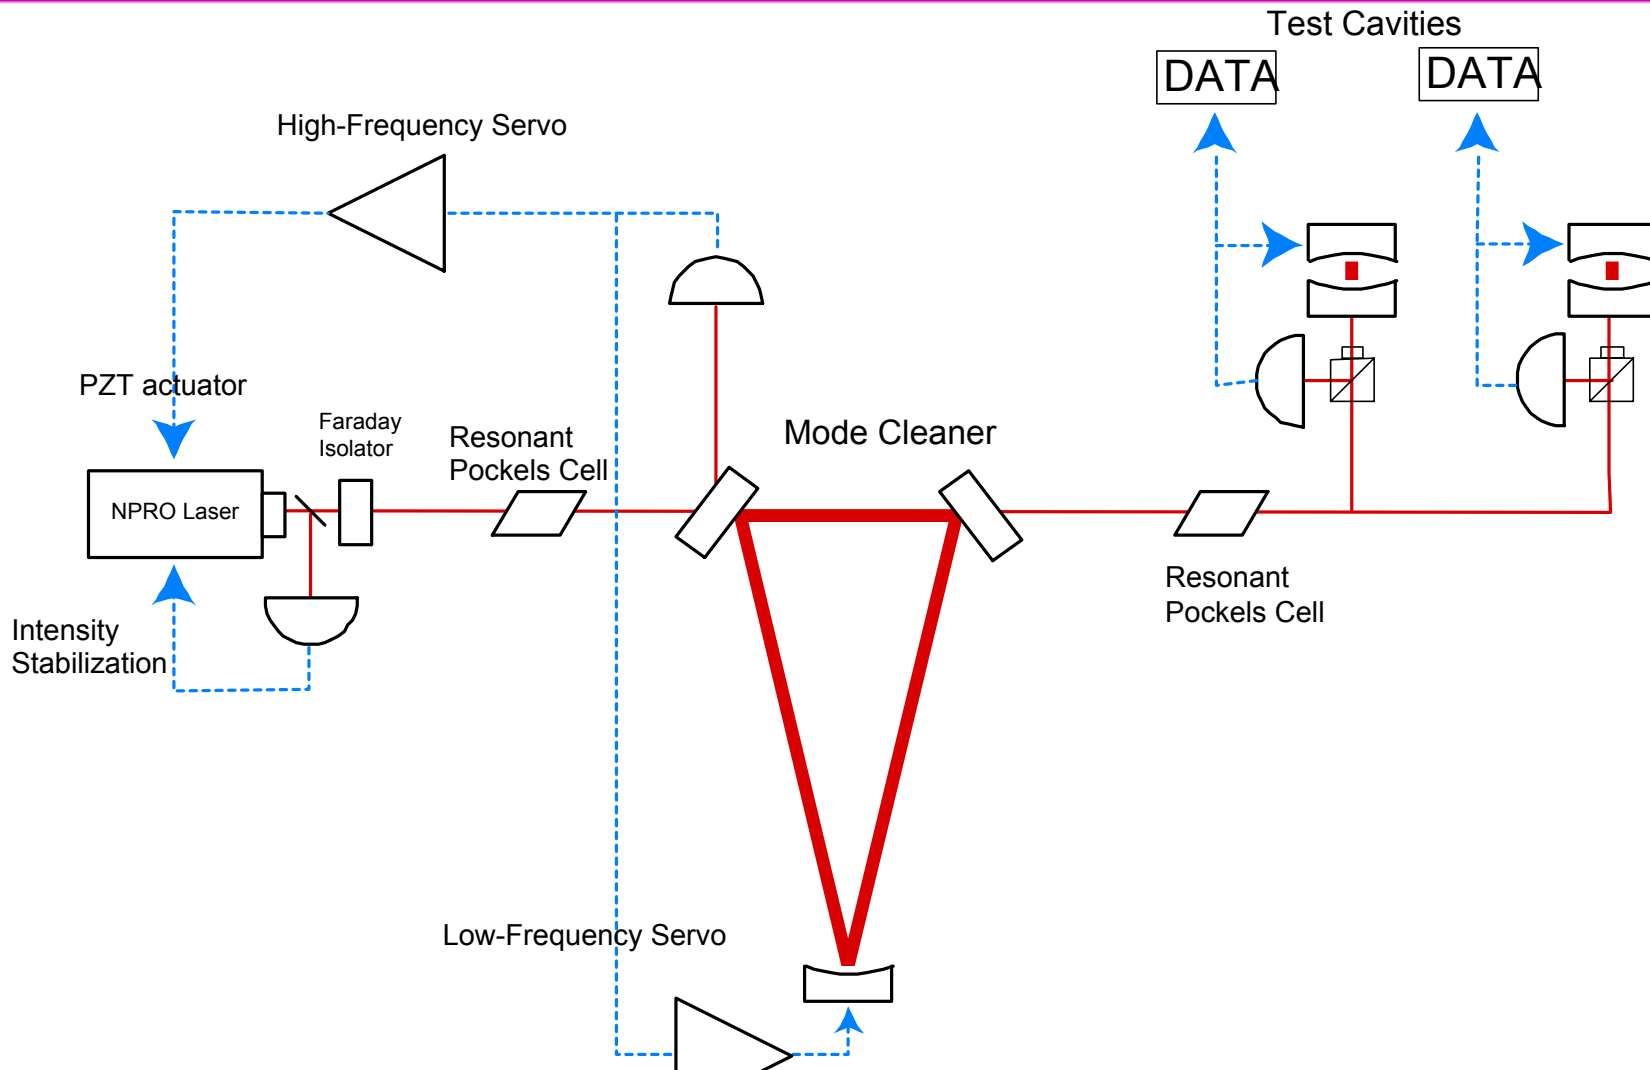 Test Cavities
DATA
DATA
High-Frequency Servo
PZT actuator
Faraday
Isolator
Resonant
Pockels Cell
Mode Cleaner
NPRO Laser
Resonant
Pockels Cell
Intensity
Stabilization
Low-Frequency Servo